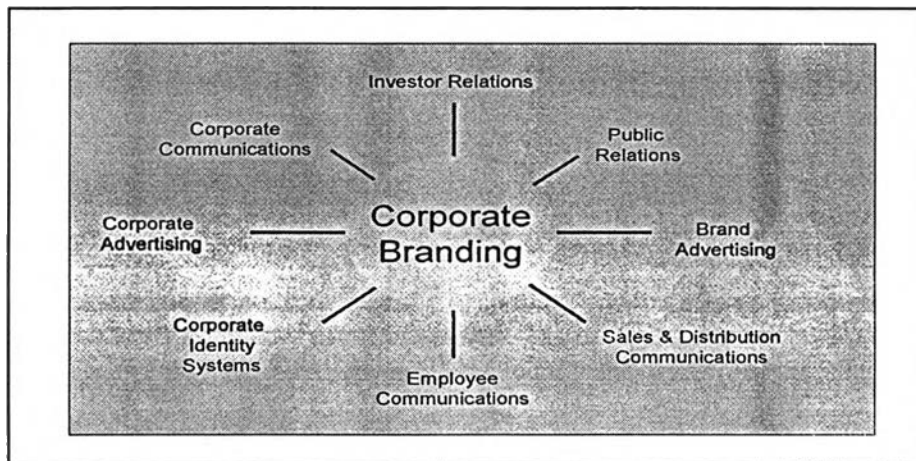 Investor Relations
Corporate
Communications
Public
Relations
Corporate
Advertising
Corporate
Branding
Brand
Advertising
Corporate
Identity
Systems
Employee
Communications
Sales & Distribution
Communications